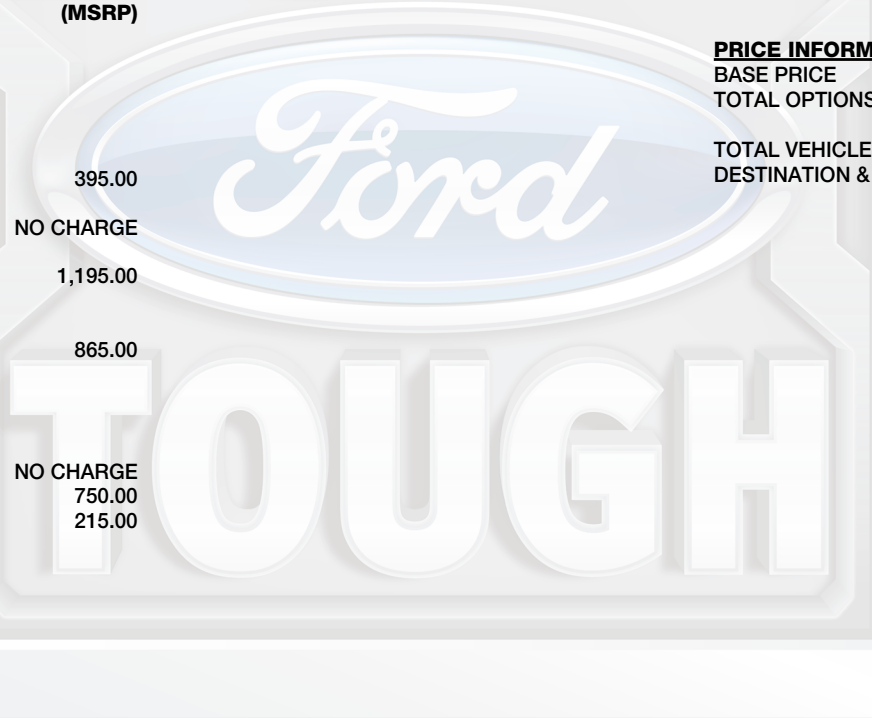 (MSRP)
395.00
NO CHARGE
1,195.00
865.00
NO CHARGE
750.00
215.00
PRICE INFORM
BASE PRICE
TOTAL OPTIONS
TOTAL VEHICLE
DESTINATION &
Ford
TOUGH